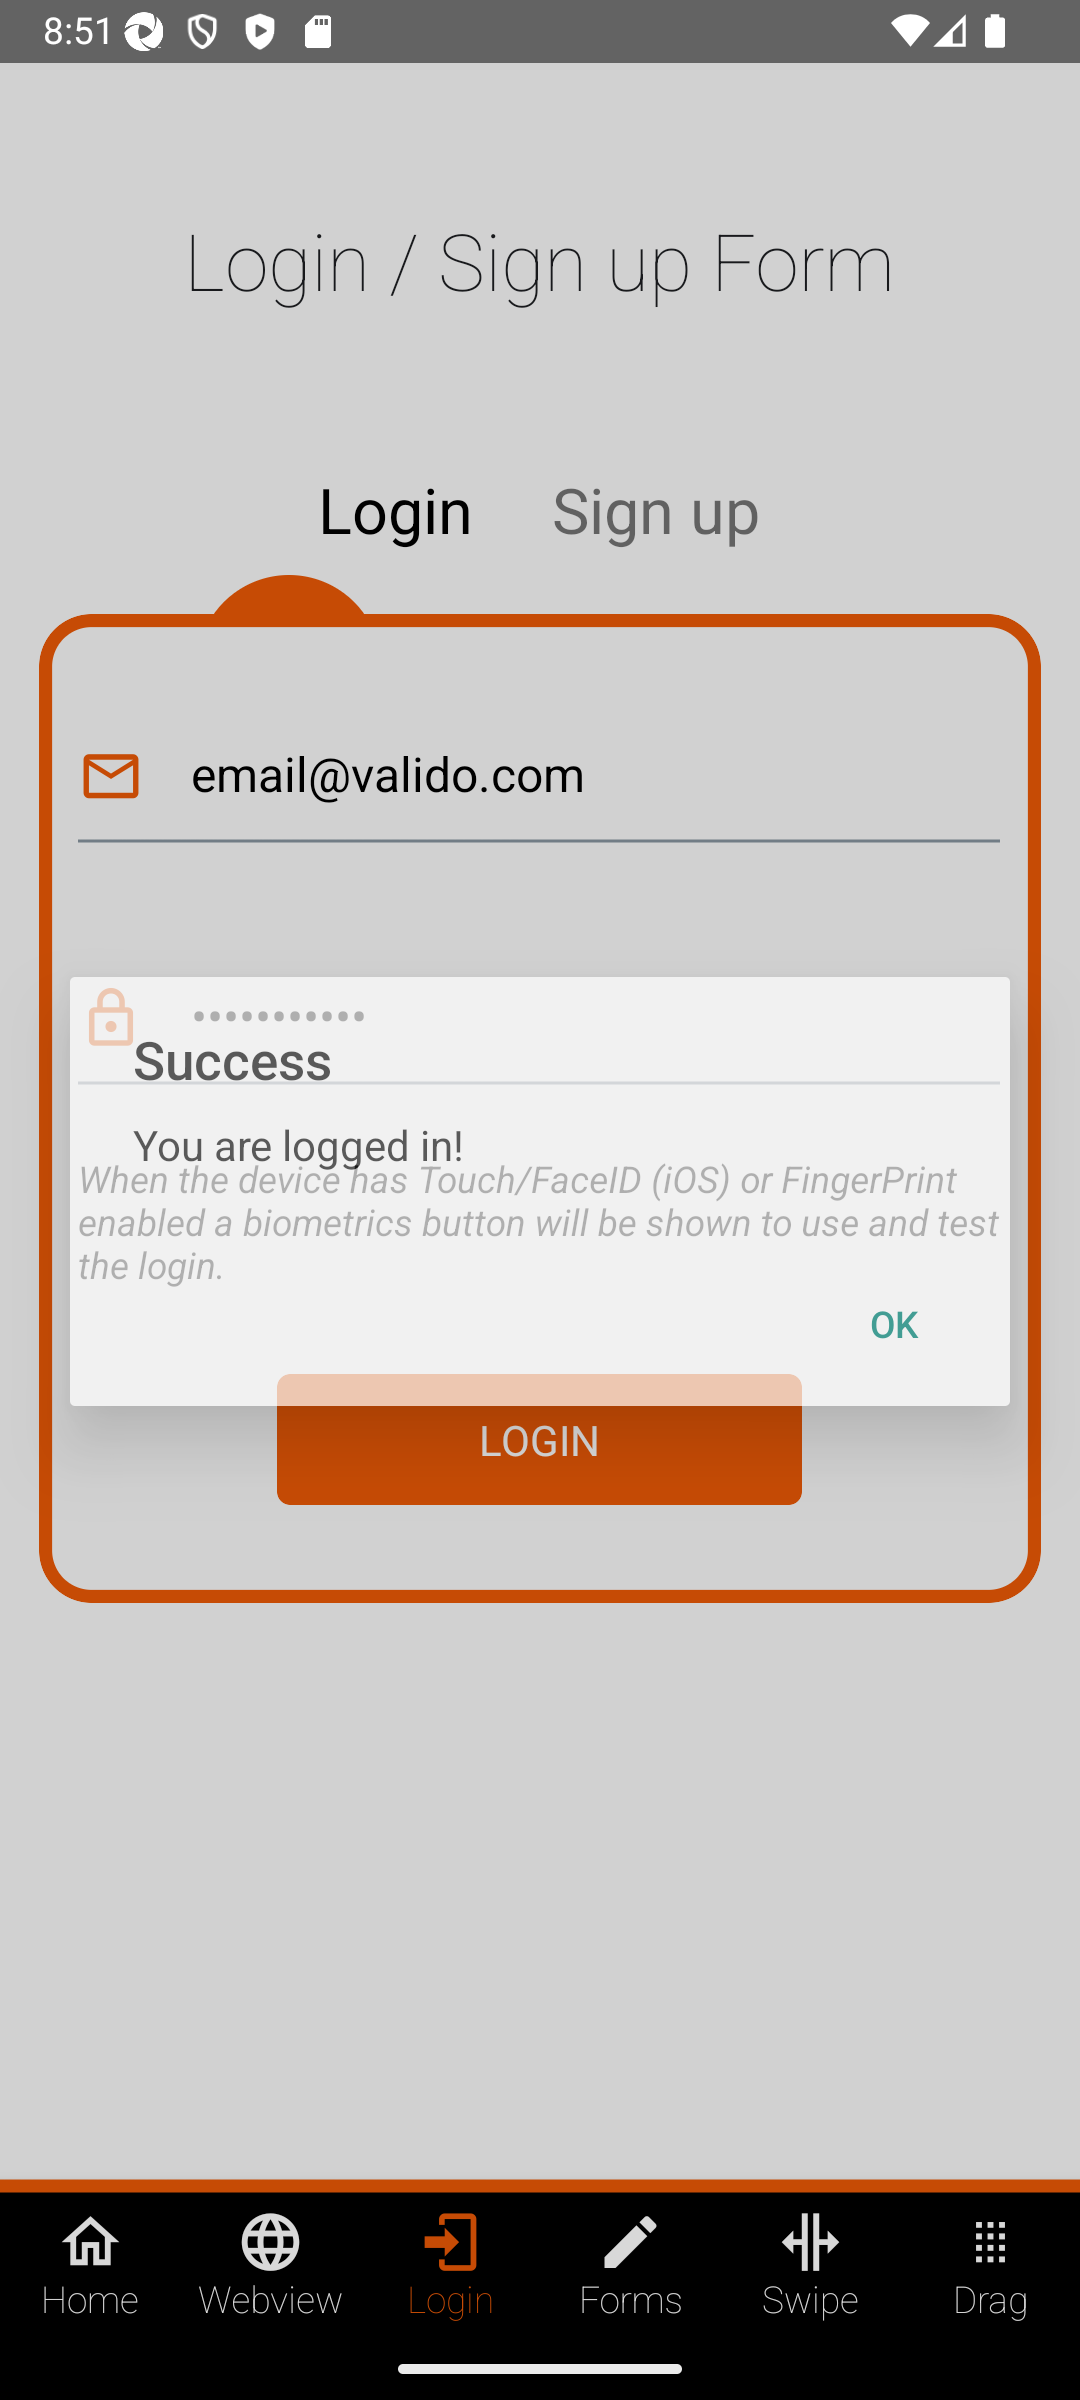 8:51
Login / Sign up Form
Login Sign up
email@valido.com
•••••••••••
Success
You are logged in!
When the device has Touch/FaceID (iOS) or FingerPrint
enabled a biometrics button will be shown to use and test
the login.
OK
LOGIN
Home Webview Login Forms Swipe Drag